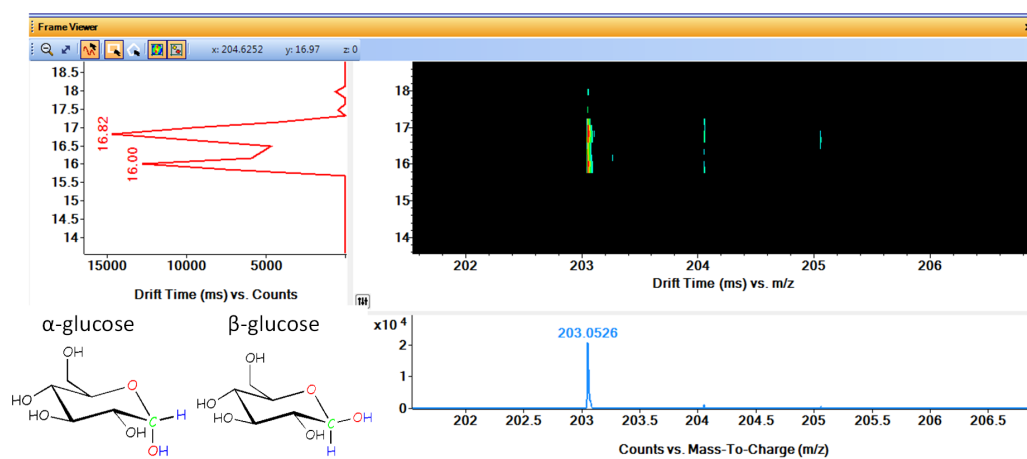 Frame Viewer
x: 204.6252 y: 16.97 z: 0
18.5
18
17.5
17
16.5
16
15.5
15
14.5
14
16.82
16.00
15000 10000 5000
Drift Time (ms) vs. Counts
18
17
16
15
14
202 203 204 205 206
Drift Time (ms) vs. m/z
α-glucose
OH
HO
HO
O
C
H
OH
OH
β-glucose
OH
HO
HO
O
C
OH
OH
H
x10 4
2
1
0
203.0526
202 202.5 203 203.5 204 204.5 205 205.5 206 206.5
Counts vs. Mass-To-Charge (m/z)